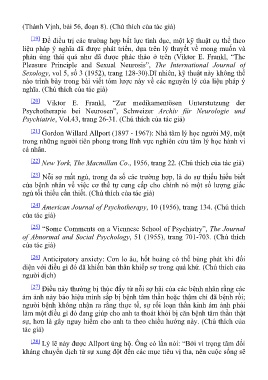 (Thánh Vịnh, bài 56, đoạn 8). (Chú thích của tác giả)
[19] Để điều trị các trường hợp bất lực tình dục, một kỹ thuật cụ thể theo
liệu pháp ý nghĩa đã được phát triển, dựa trên lý thuyết về mong muốn và
phản ứng thái quá như đã được phác thảo ở trên (Viktor E. Frankl, “The
Pleasure Principle and Sexual Neurosis”, The International Journal of
Sexology, vol 5, số 3 (1952), trang 128-30).Dĩ nhiên, kỹ thuật này không thể
nào trình bày trong bài viết tóm lược này về các nguyên lý của liệu pháp ý
nghĩa. (Chú thích của tác giả)
[20] Viktor E. Frankl, “Zur medikamentösen Unterstutzung der
Psychotherapie bei Neurosen”, Schweizer Archiv für Neurologie und
Psychiatrie, Vol.43, trang 26-31. (Chú thích của tác giả)
[21] Gordon Willard Allport (1897 - 1967): Nhà tâm lý học người Mỹ, một
trong những người tiên phong trong lĩnh vực nghiên cứu tâm lý học hành vi
cá nhân.
[22] New York, The Macmillan Co., 1956, trang 22. (Chú thích của tác giả)
[23] Nỗi sợ mất ngủ, trong đa số các trường hợp, là do sự thiếu hiểu biết
của bệnh nhân về việc cơ thể tự cung cấp cho chính nó một số lượng giấc
ngủ tối thiểu cần thiết. (Chú thích của tác giả)
[24] American Journal of Psychotherapy, 10 (1956), trang 134. (Chú thích
của tác giả)
[25] “Some Comments on a Viennese School of Psychiatry”, The Journal
of Abnormal and Social Psychology, 51 (1955), trang 701-703. (Chú thích
của tác giả)
[26] Anticipatory anxiety: Cơn lo âu, hốt hoảng có thể bùng phát khi đối
diện với điều gì đó đã khiến bản thân khiếp sợ trong quá khứ. (Chú thích của
người dịch)
[27] Điều này thường bị thúc đẩy từ nỗi sợ hãi của các bệnh nhân rằng các
ám ảnh này báo hiệu mình sắp bị bệnh tâm thần hoặc thậm chí đã bệnh rồi;
người bệnh không nhận ra rằng thực tế, sự rối loạn thần kinh ám ảnh phải
làm một điều gì đó đang giúp cho anh ta thoát khỏi bị căn bệnh tâm thần thật
sự, hơn là gây nguy hiểm cho anh ta theo chiều hướng này. (Chú thích của
tác giả)
[28] Lý lẽ này được Allport ủng hộ. Ông có lần nói: “Bởi vì trọng tâm đối
kháng chuyển dịch từ sự xung đột đến các mục tiêu vị tha, nên cuộc sống sẽ